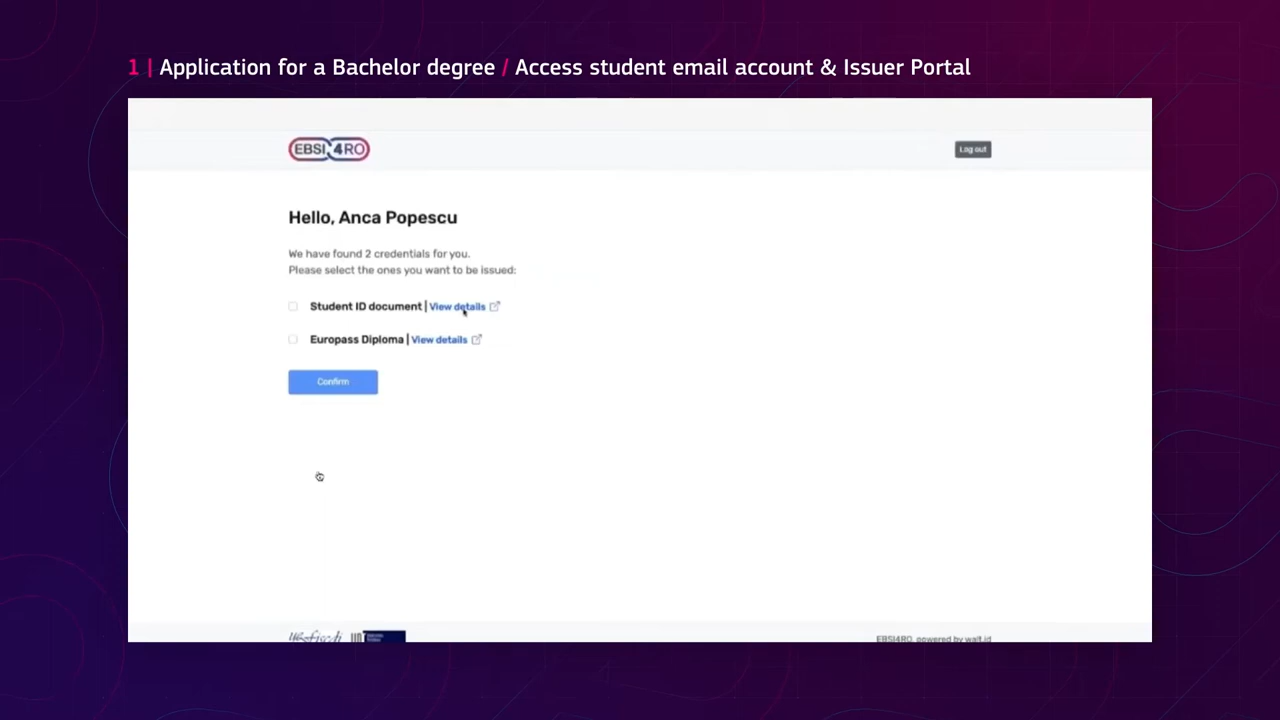 1 | Application for a Bachelor degree / Access student email account & Issuer Portal
EBSI4RO
Log out
Hello, Anca Popescu
We have found 2 credentials for you.
Please select the ones you want to be issued:
Student ID document | View details
Europass Diploma | View details
Confirm
EBSI4RO, powered by walt.id